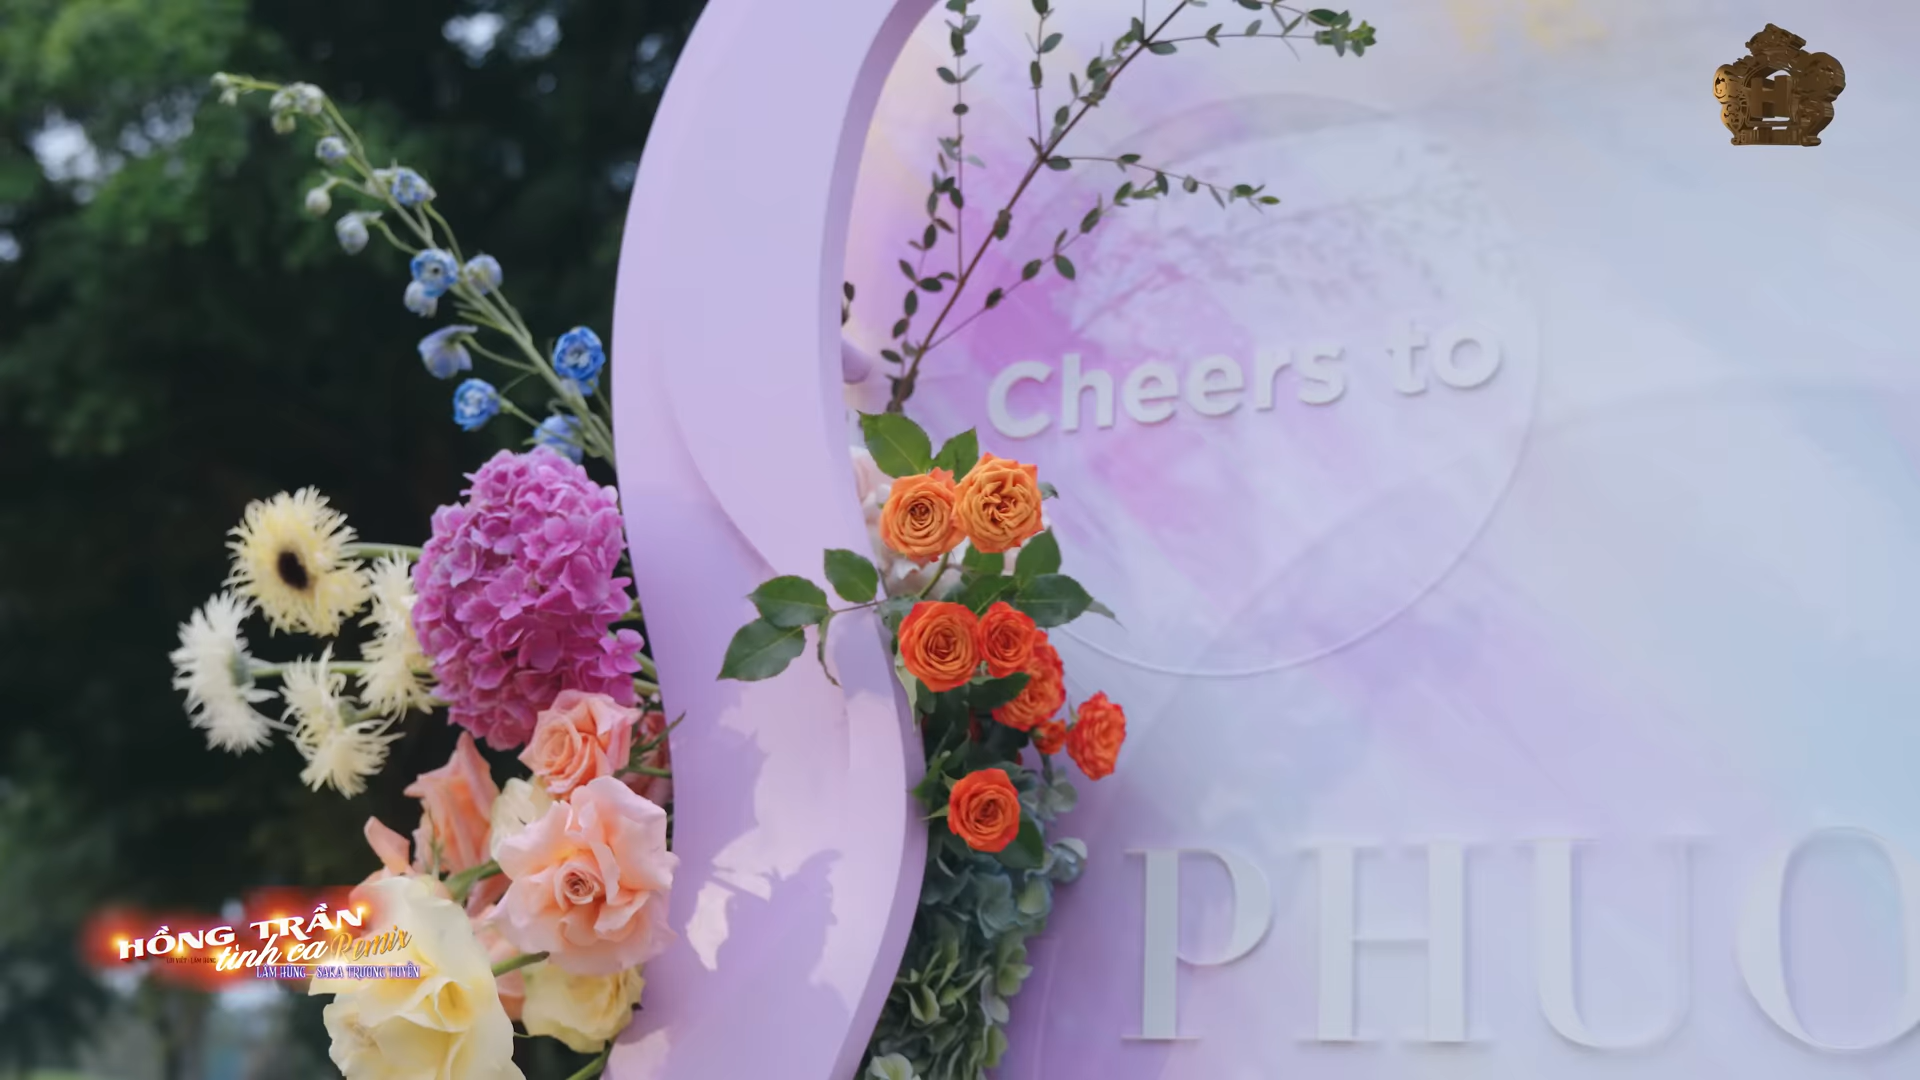 Cheers to
PHUO
HỒNG TRẦN
tình ca Remix
LÂM HÙNG - SAKA TRƯƠNG TUYỀN
H